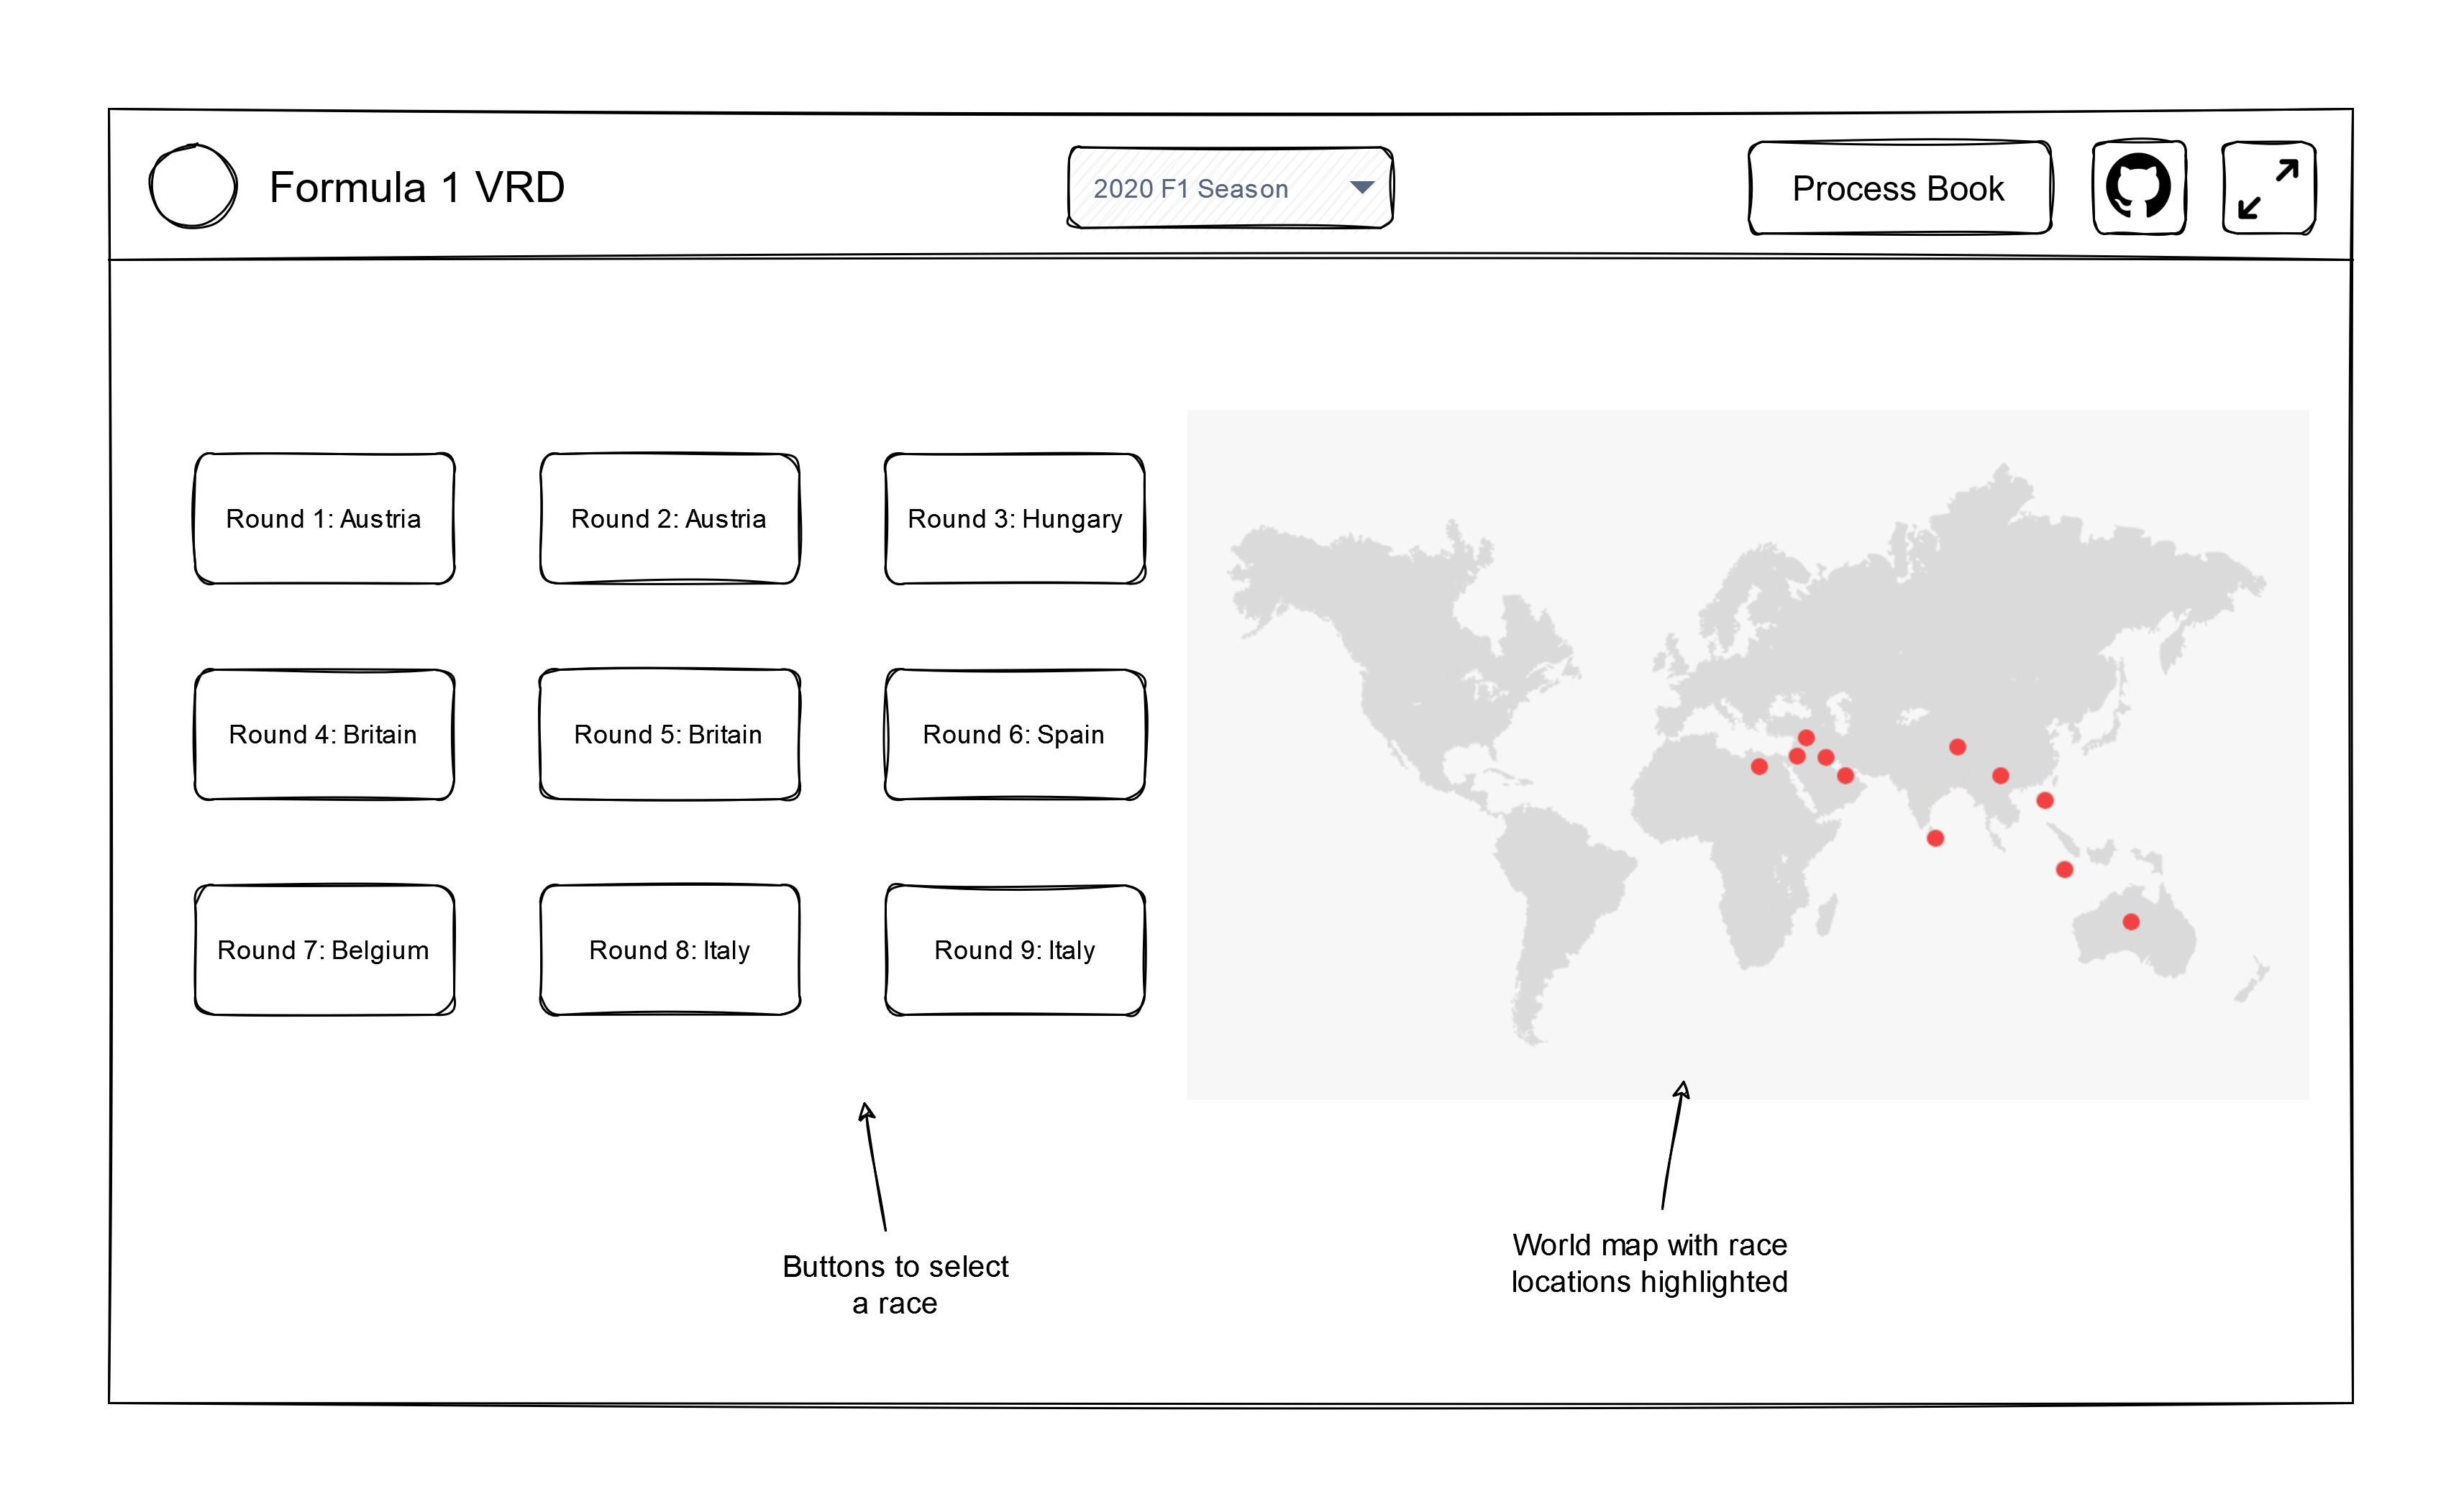 Formula 1 VRD
2020 F1 Season
Process Book
Round 1: Austria
Round 2: Austria
Round 3: Hungary
Round 4: Britain
Round 5: Britain
Round 6: Spain
Round 7: Belgium
Round 8: Italy
Round 9: Italy
Buttons to select
a race
World map with race
locations highlighted